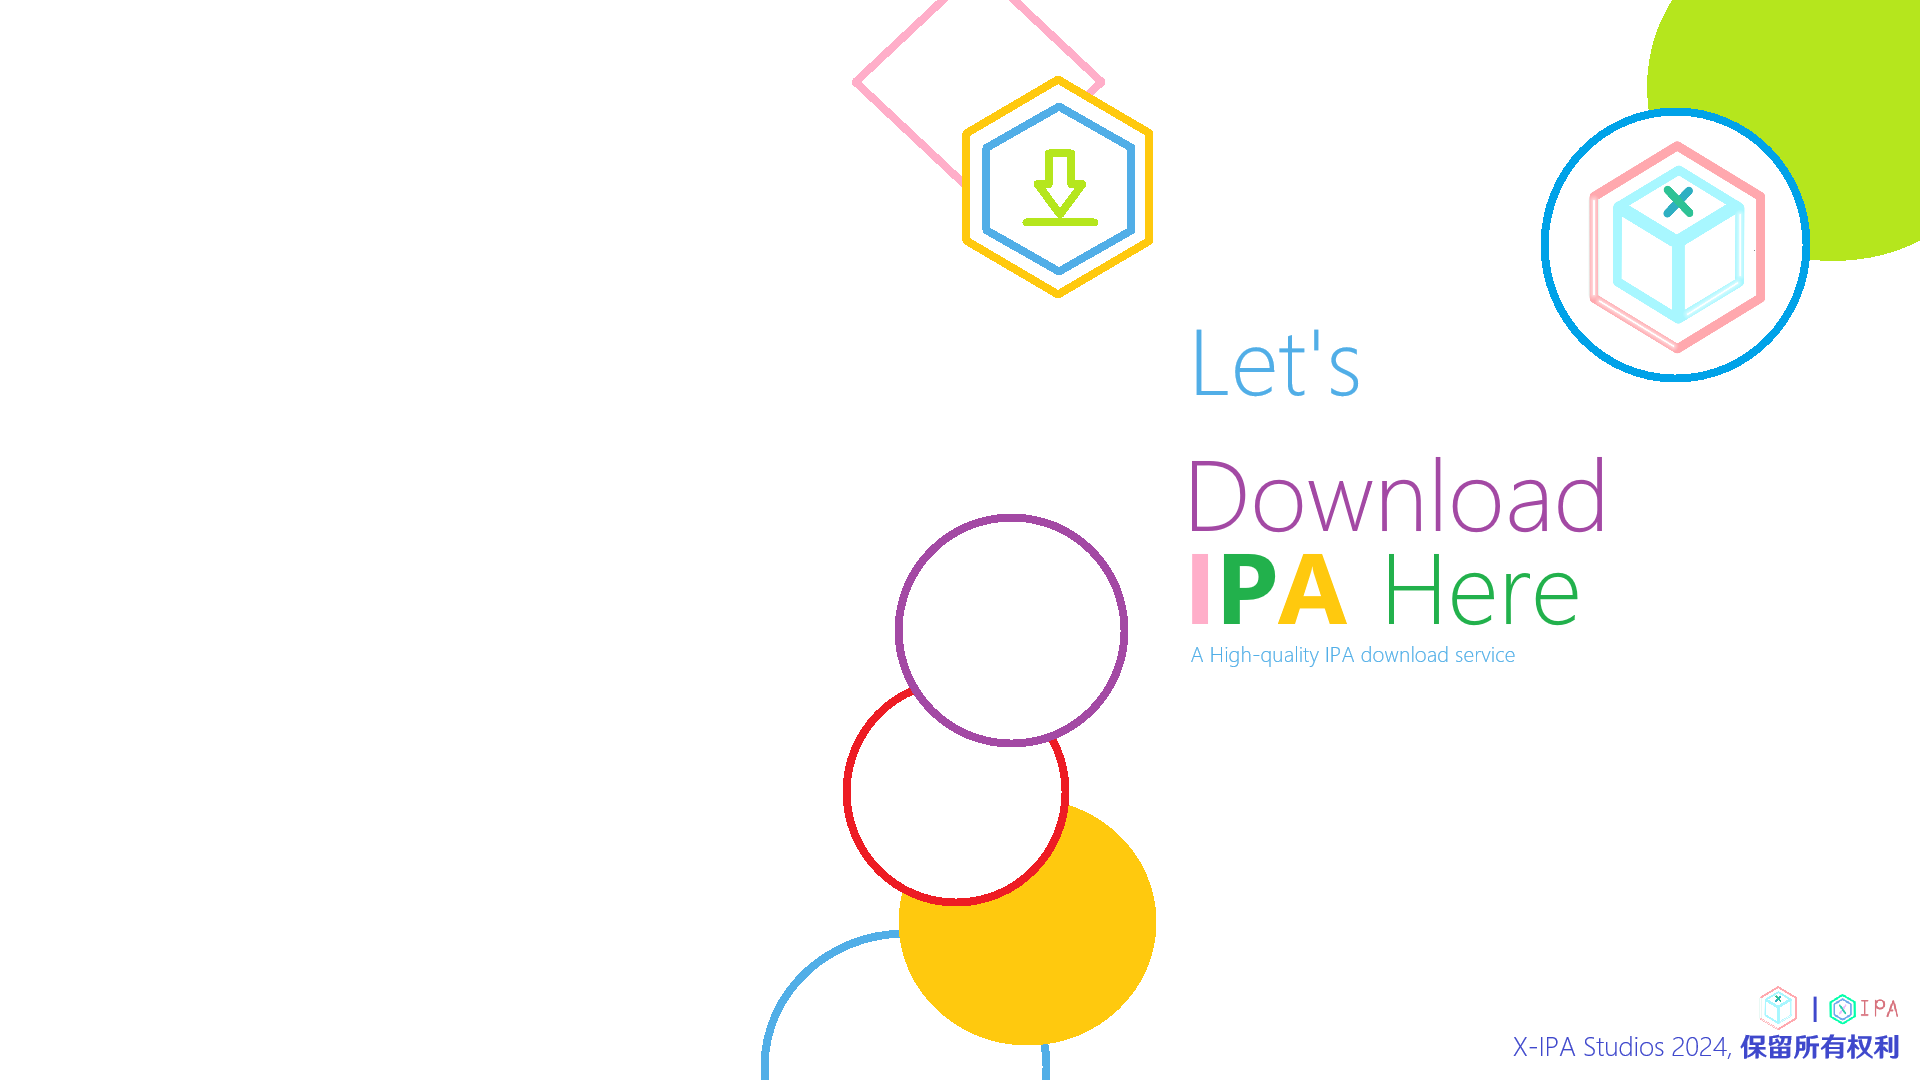 Let's
Download
IPA Here
A High-quality IPA download service
X IPA
X-IPA Studios 2024, 保留所有权利